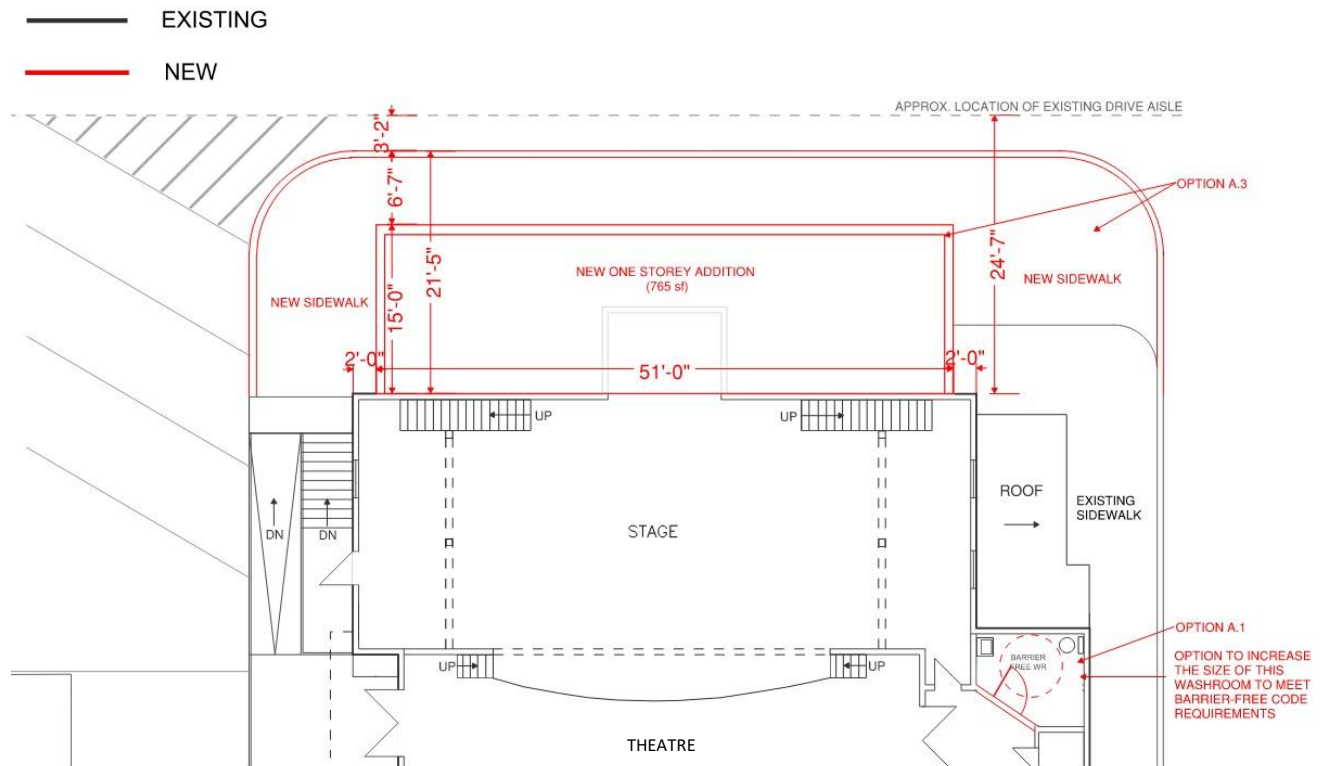 EXISTING
NEW
APPROX. LOCATION OF EXISTING DRIVE AISLE
3'-2"
6'-7"
OPTION A.3
21'-5"
24'-7"
15'-0"
NEW ONE STOREY ADDITION
(765 sf)
NEW SIDEWALK
NEW SIDEWALK
2'-0"
51'-0"
2'-0"
UP
UP
ROOF
EXISTING
SIDEWALK
STAGE
DN
DN
OPTION A.1
BARRIER
FREE WR
OPTION TO INCREASE
THE SIZE OF THIS
WASHROOM TO MEET
BARRIER-FREE CODE
REQUIREMENTS
UP
UP
THEATRE